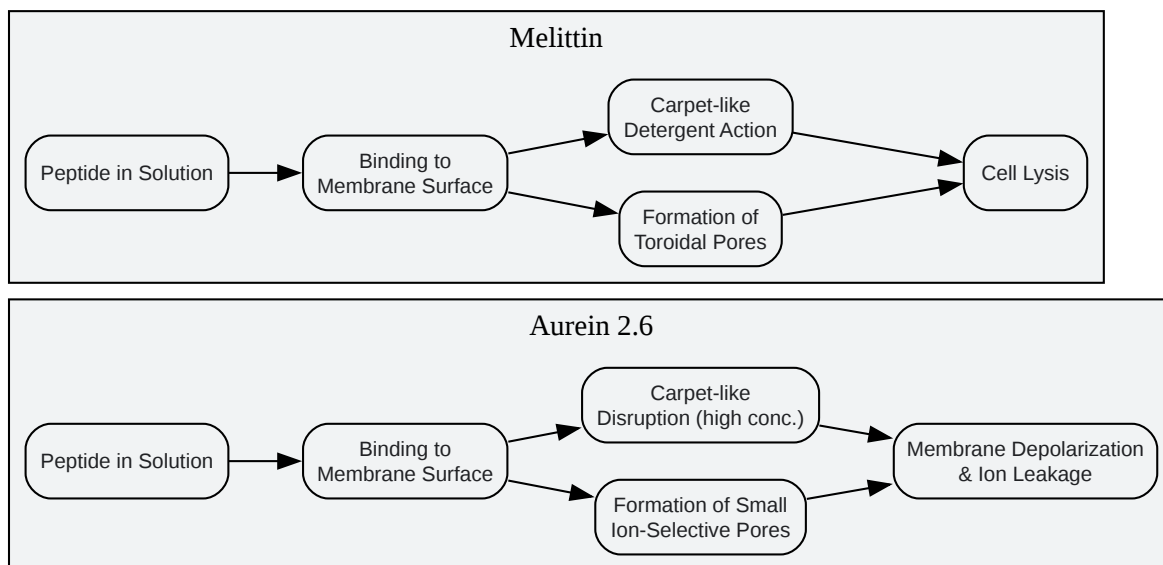 Melittin
Peptide in Solution
Binding to
Membrane Surface
Carpet-like
Detergent Action
Formation of
Toroidal Pores
Cell Lysis
Aurein 2.6
Peptide in Solution
Binding to
Membrane Surface
Carpet-like
Disruption (high conc.)
Formation of Small
Ion-Selective Pores
Membrane Depolarization
& Ion Leakage